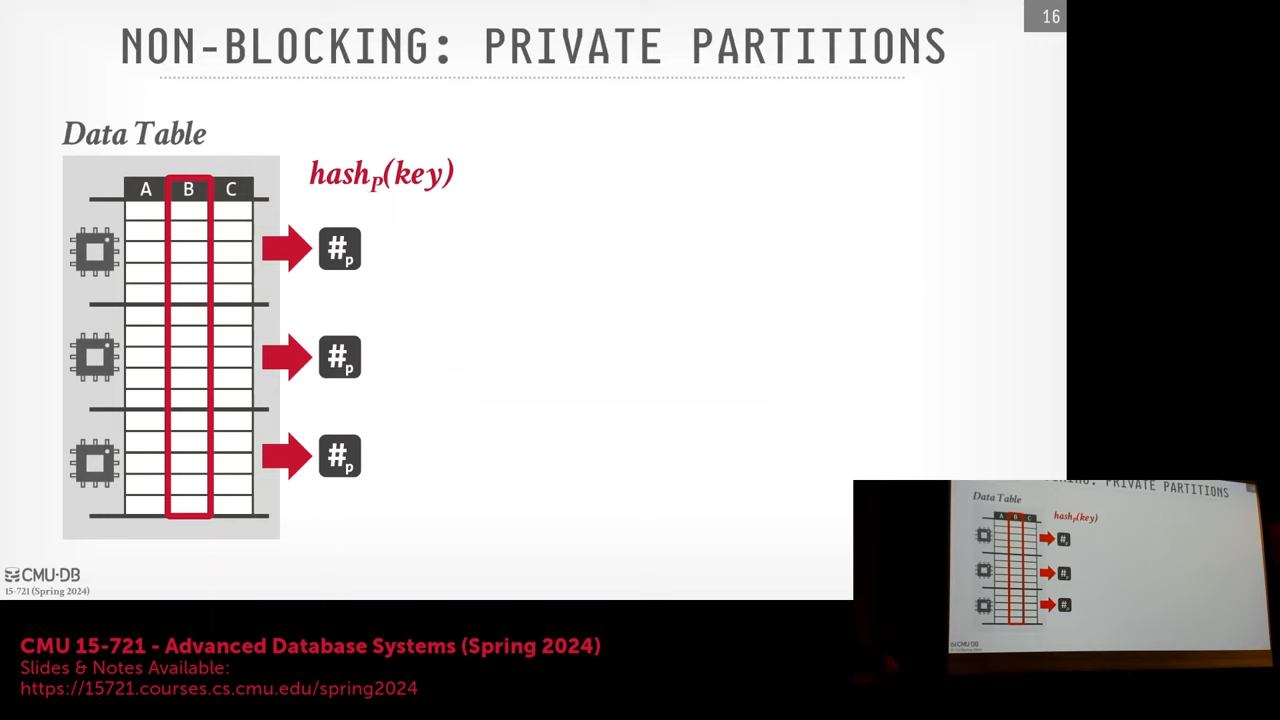 16
NON-BLOCKING: PRIVATE PARTITIONS
Data Table
hashP(key)
A B C
#p
#p
#p
CMU·DB
15-721 (Spring 2024)
PRIVATE PARTITIONS
Data Table
hashP(key)
A B C
#
#
#
CMU·DB
CMU 15-721 - Advanced Database Systems (Spring 2024)
Slides & Notes Available:
https://15721.courses.cs.cmu.edu/spring2024